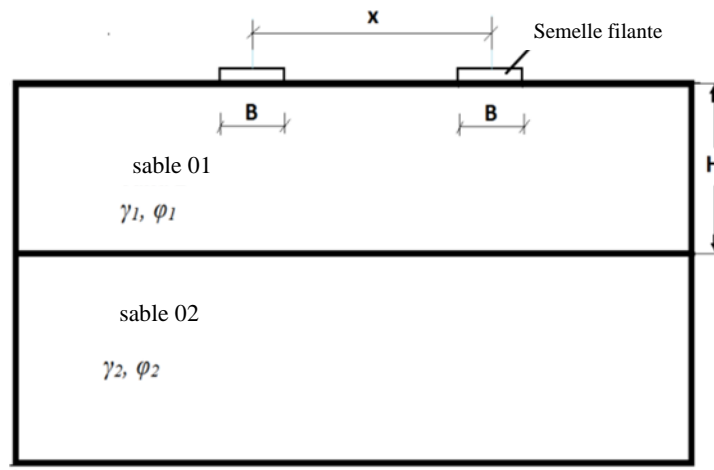 x
Semelle filante
B
B
H
sable 01
γ1, φ1
sable 02
γ2, φ2